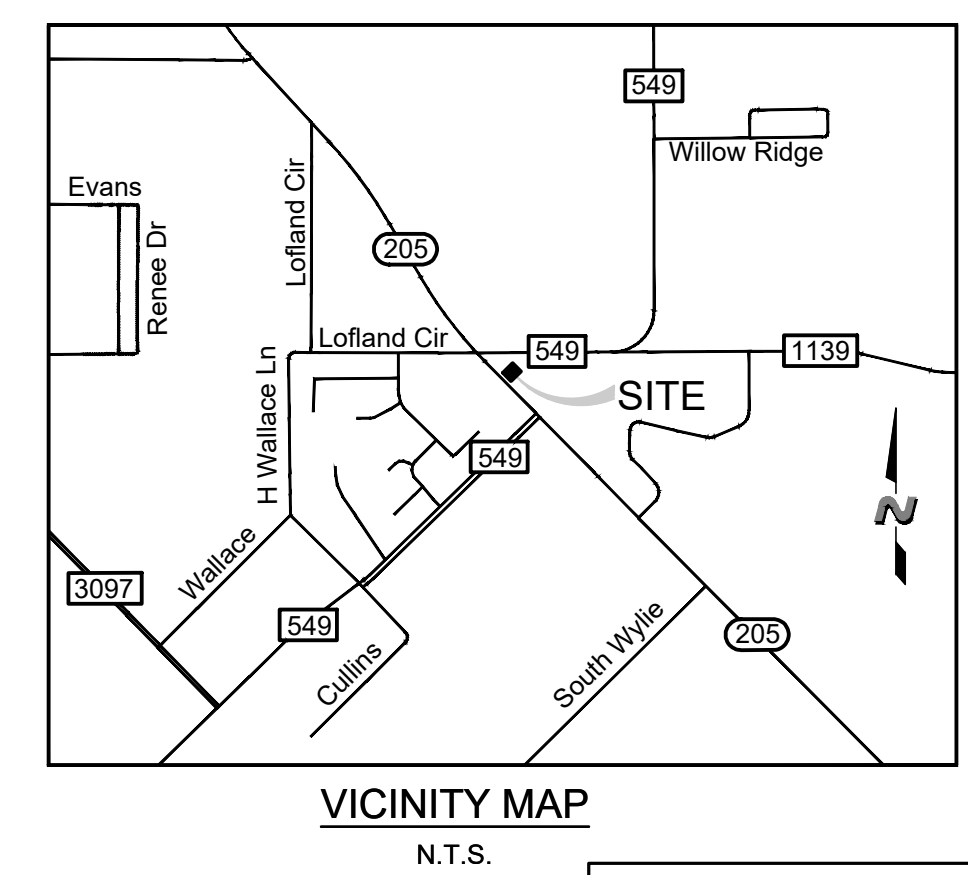 549
Willow Ridge
Evans
Renee Dr
Lofland Cir
205
Lofland Cir
549
1139
H Wallace Ln
SITE
549
N
Wallace
3097
549
Cullins
South Wylie
205
VICINITY MAP
N.T.S.